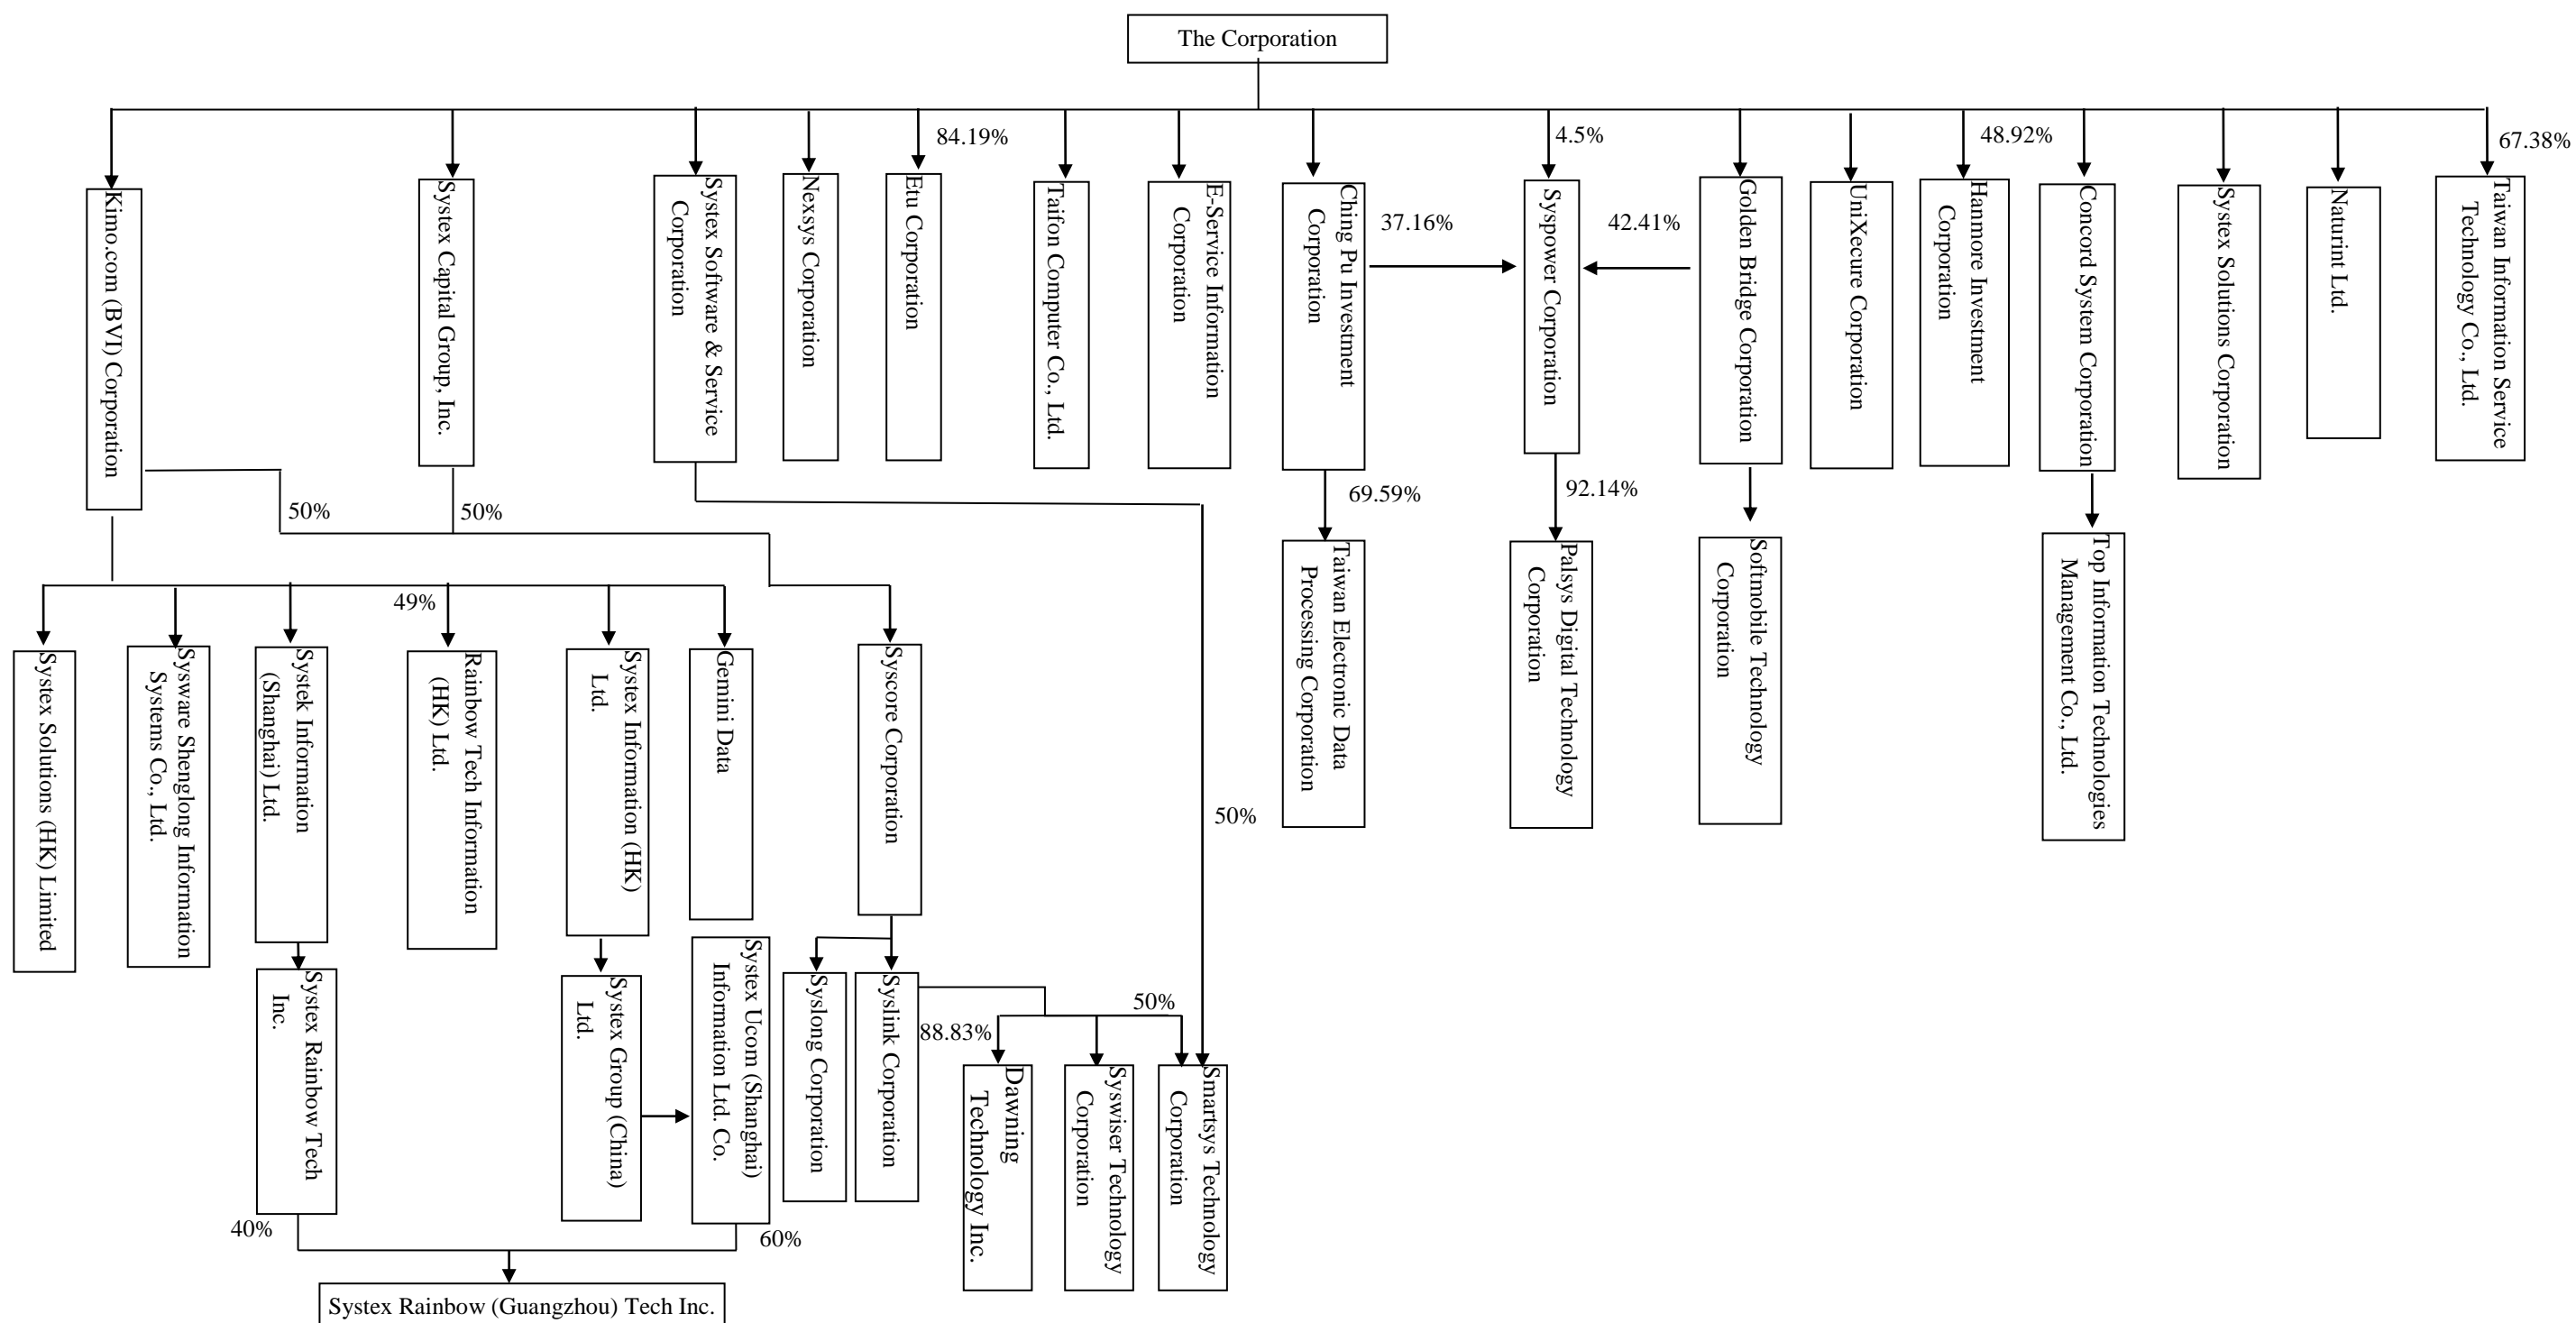 The Corporation
84.19%
4.5%
48.92%
67.38%
Kimo.com (BVI) Corporation
Systex Capital Group, Inc.
Systex Software & Service
Corporation
Nexsys Corporation
Etu Corporation
Taifon Computer Co., Ltd.
E-Service Information
Corporation
Ching Pu Investment
Corporation
37.16%
Syspower Corporation
42.41%
Golden Bridge Corporation
UniXecure Corporation
Hanmore Investment
Corporation
Concord System Corporation
Systex Solutions Corporation
Naturint Ltd.
Taiwan Information Service
Technology Co., Ltd.
50%
50%
69.59%
92.14%
49%
Systex Solutions (HK) Limited
Sysware Shenglong Information
Systems Co., Ltd.
Systek Information
(Shanghai) Ltd.
Rainbow Tech Information
(HK) Ltd.
Systex Information (HK)
Ltd.
Gemini Data
Syscore Corporation
50%
Taiwan Electronic Data
Processing Corporation
Palsys Digital Technology
Corporation
Softmobile Technology
Corporation
Top Information Technologies
Management Co., Ltd.
Systex Rainbow Tech
Inc.
Systex Group (China)
Ltd.
Systex Ucom (Shanghai)
Information Ltd. Co.
Syslong Corporation
Syslink Corporation
88.83%
50%
Dawning
Technology Inc.
Syswiser Technology
Corporation
Smartsys Technology
Corporation
40%
60%
Systex Rainbow (Guangzhou) Tech Inc.